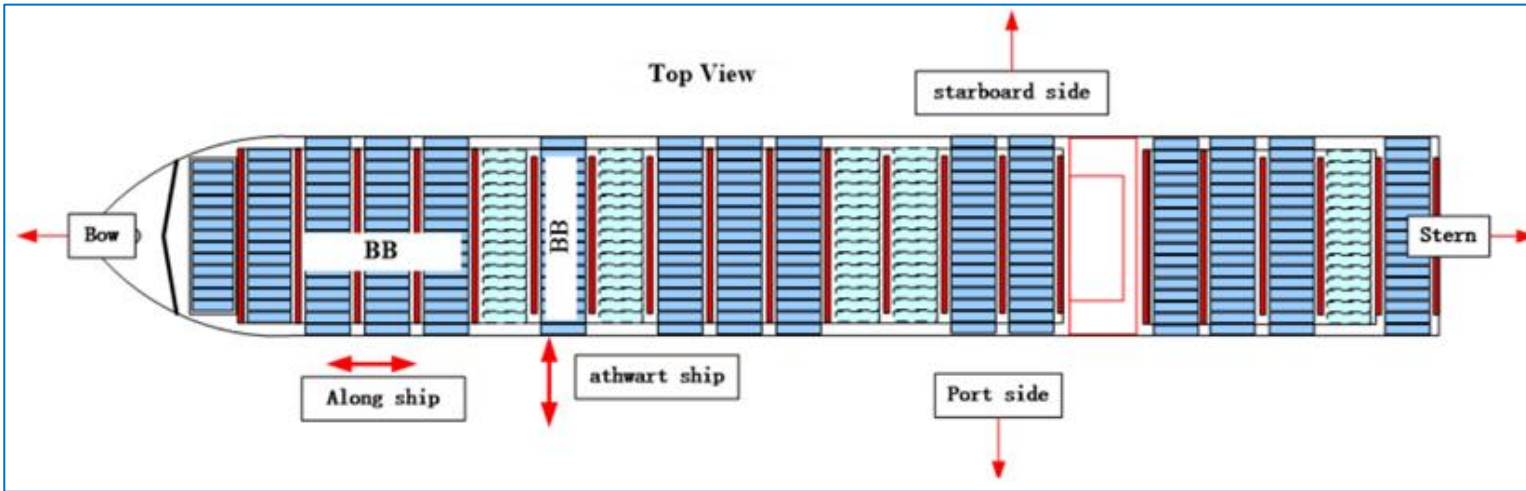 Top View
starboard side
Bow
BB
BB
Stern
Along ship
athwart ship
Port side